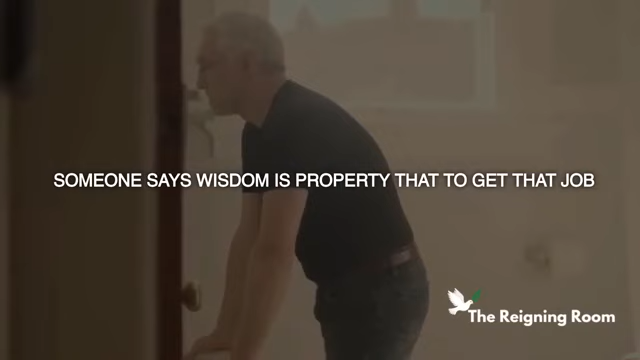 SOMEONE SAYS WISDOM IS PROPERTY THAT TO GET THAT JOB
The Reigning Room